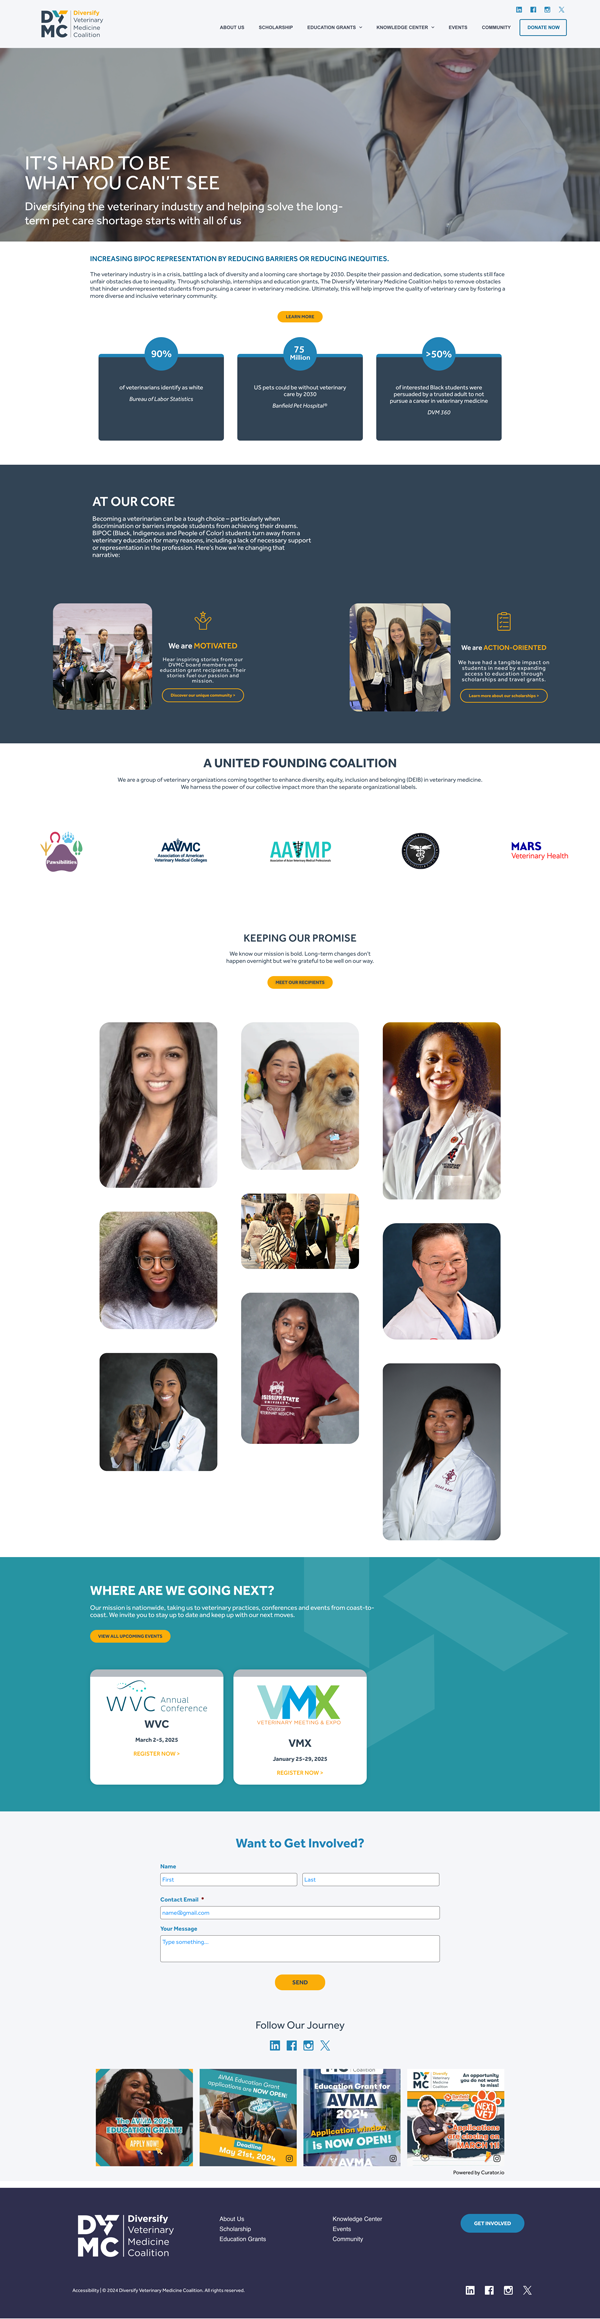 DVMC
Diversify
Veterinary
Medicine
Coalition
ABOUT US
SCHOLARSHIP
EDUCATION GRANTS
KNOWLEDGE CENTER
EVENTS
COMMUNITY
DONATE NOW
IT'S HARD TO BE
WHAT YOU CAN'T SEE
Diversifying the veterinary industry and helping solve the long-
term pet care shortage starts with all of us
INCREASING BIPOC REPRESENTATION BY REDUCING BARRIERS OR REDUCING INEQUITIES.
The veterinary industry is in a crisis, battling a lack of diversity and a looming care shortage by 2030. Despite their passion and dedication, some students still face
unfair obstacles due to inequality. Through scholarship, internships and education grants, The Diversify Veterinary Medicine Coalition helps to remove obstacles
that hinder underrepresented students from pursuing a career in veterinary medicine. Ultimately, this will help improve the quality of veterinary care by fostering a
more diverse and inclusive veterinary community.
LEARN MORE
90%
of veterinarians identify as white
Bureau of Labor Statistics
75
Million
US pets could be without veterinary
care by 2030
Banfield Pet Hospital®
>50%
of interested Black students were
persuaded by a trusted adult to not
pursue a career in veterinary medicine
DVM 360
AT OUR CORE
Becoming a veterinarian can be a tough choice – particularly when
discrimination or barriers impede students from achieving their dreams.
BIPOC (Black, Indigenous and People of Color) students turn away from a
veterinary education for many reasons, including a lack of necessary support
or representation in the profession. Here's how we're changing that
narrative:
We are MOTIVATED
Hear inspiring stories from our
DVMC board members and
education grant recipients. Their
stories fuel our passion and
mission.
Discover our unique community >
We are ACTION-ORIENTED
We have had a tangible impact on
students in need by expanding
access to education through
scholarships and travel grants.
Learn more about our scholarships >
A UNITED FOUNDING COALITION
We are a group of veterinary organizations coming together to enhance diversity, equity, inclusion and belonging (DEIB) in veterinary medicine.
We harness the power of our collective impact more than the separate organizational labels.
Pawsibilities
AAVMC
Association of American
Veterinary Medical Colleges
AAVMP
Association of Asian Veterinary Medical Professionals
MARS
Veterinary Health
KEEPING OUR PROMISE
We know our mission is bold. Long-term changes don't
happen overnight but we're grateful to be well on our way.
MEET OUR RECIPIENTS
MISSISSIPPI STATE
UNIVERSITY
COLLEGE OF
VETERINARY MEDICINE
WHERE ARE WE GOING NEXT?
Our mission is nationwide, taking us to veterinary practices, conferences and events from coast-to-
coast. We invite you to stay up to date and keep up with our next moves.
VIEW ALL UPCOMING EVENTS
WVC Annual
Conference
WVC
March 2-5, 2025
REGISTER NOW >
VMX
VETERINARY MEETING & EXPO
VMX
January 25-29, 2025
REGISTER NOW >
Want to Get Involved?
Name
First
Last
Contact Email *
name@gmail.com
Your Message
Type something...
SEND
Follow Our Journey
The AVMA 2024
EDUCATION GRANT!
APPLY NOW!
AVMA Education Grant
applications are NOW OPEN!
Deadline
May 21st, 2024
Coalition
Education Grant for
AVMA
2024
Application window
is NOW OPEN!
AVMA
DVMC
Diversify
Veterinary
Medicine
Coalition
An opportunity
you do not want
to miss!
NEXT
VET
Applications
are closing on
MARCH 11!
Powered by Curator.io
DVMC
Diversify
Veterinary
Medicine
Coalition
About Us
Scholarship
Education Grants
Knowledge Center
Events
Community
GET INVOLVED
Accessibility | © 2024 Diversify Veterinary Medicine Coalition. All rights reserved.